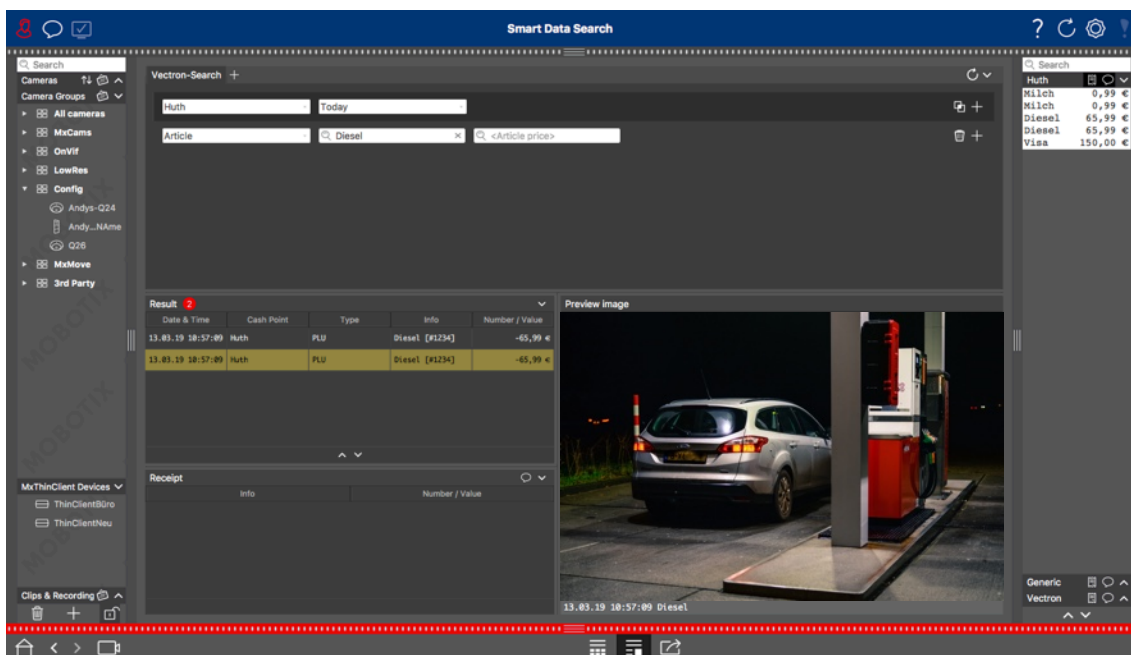 Smart Data Search
Search
Cameras
Camera Groups
All cameras
MxCams
OnVif
LowRes
Config
Andys-Q24
Andy...NAme
Q26
MxMove
3rd Party
MOBOTIX
MOBOTIX
MOBOTIX
MxThinClient Devices
ThinClientBüro
ThinClientNeu
Clips & Recording
Vectron-Search +
Huth Today
Article Diesel <Article price>
Result 2
Date & Time Cash Point Type Info Number / Value
13.03.19 10:57:09 Huth PLU Diesel [#1234] -65,99 €
13.03.19 10:57:09 Huth PLU Diesel [#1234] -65,99 €
Receipt
Info Number / Value
Preview image
13.03.19 10:57:09 Diesel
Search
Huth
Milch 0,99 €
Milch 0,99 €
Diesel 65,99 €
Diesel 65,99 €
Visa 150,00 €
Generic
Vectron